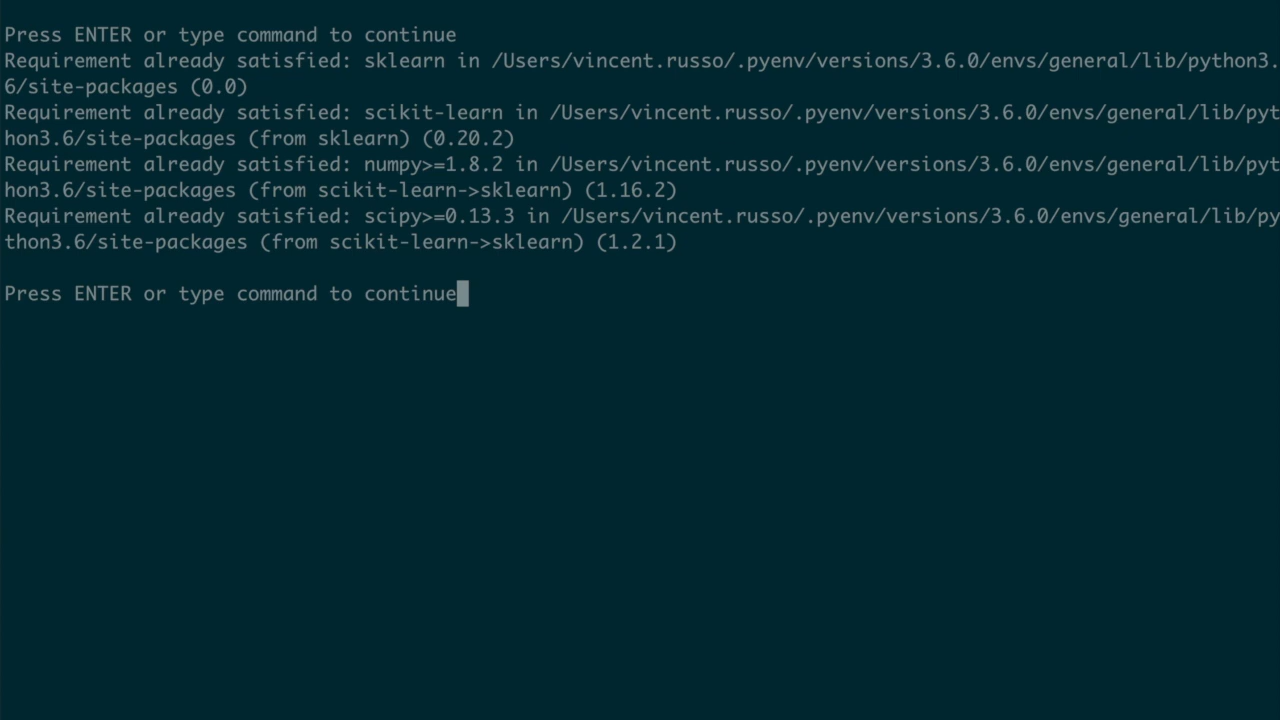 Press ENTER or type command to continue
Requirement already satisfied: sklearn in /Users/vincent.russo/.pyenv/versions/3.6.0/envs/general/lib/python3.
6/site-packages (0.0)
Requirement already satisfied: scikit-learn in /Users/vincent.russo/.pyenv/versions/3.6.0/envs/general/lib/pyt
hon3.6/site-packages (from sklearn) (0.20.2)
Requirement already satisfied: numpy>=1.8.2 in /Users/vincent.russo/.pyenv/versions/3.6.0/envs/general/lib/pyt
hon3.6/site-packages (from scikit-learn->sklearn) (1.16.2)
Requirement already satisfied: scipy>=0.13.3 in /Users/vincent.russo/.pyenv/versions/3.6.0/envs/general/lib/py
thon3.6/site-packages (from scikit-learn->sklearn) (1.2.1)
Press ENTER or type command to continue